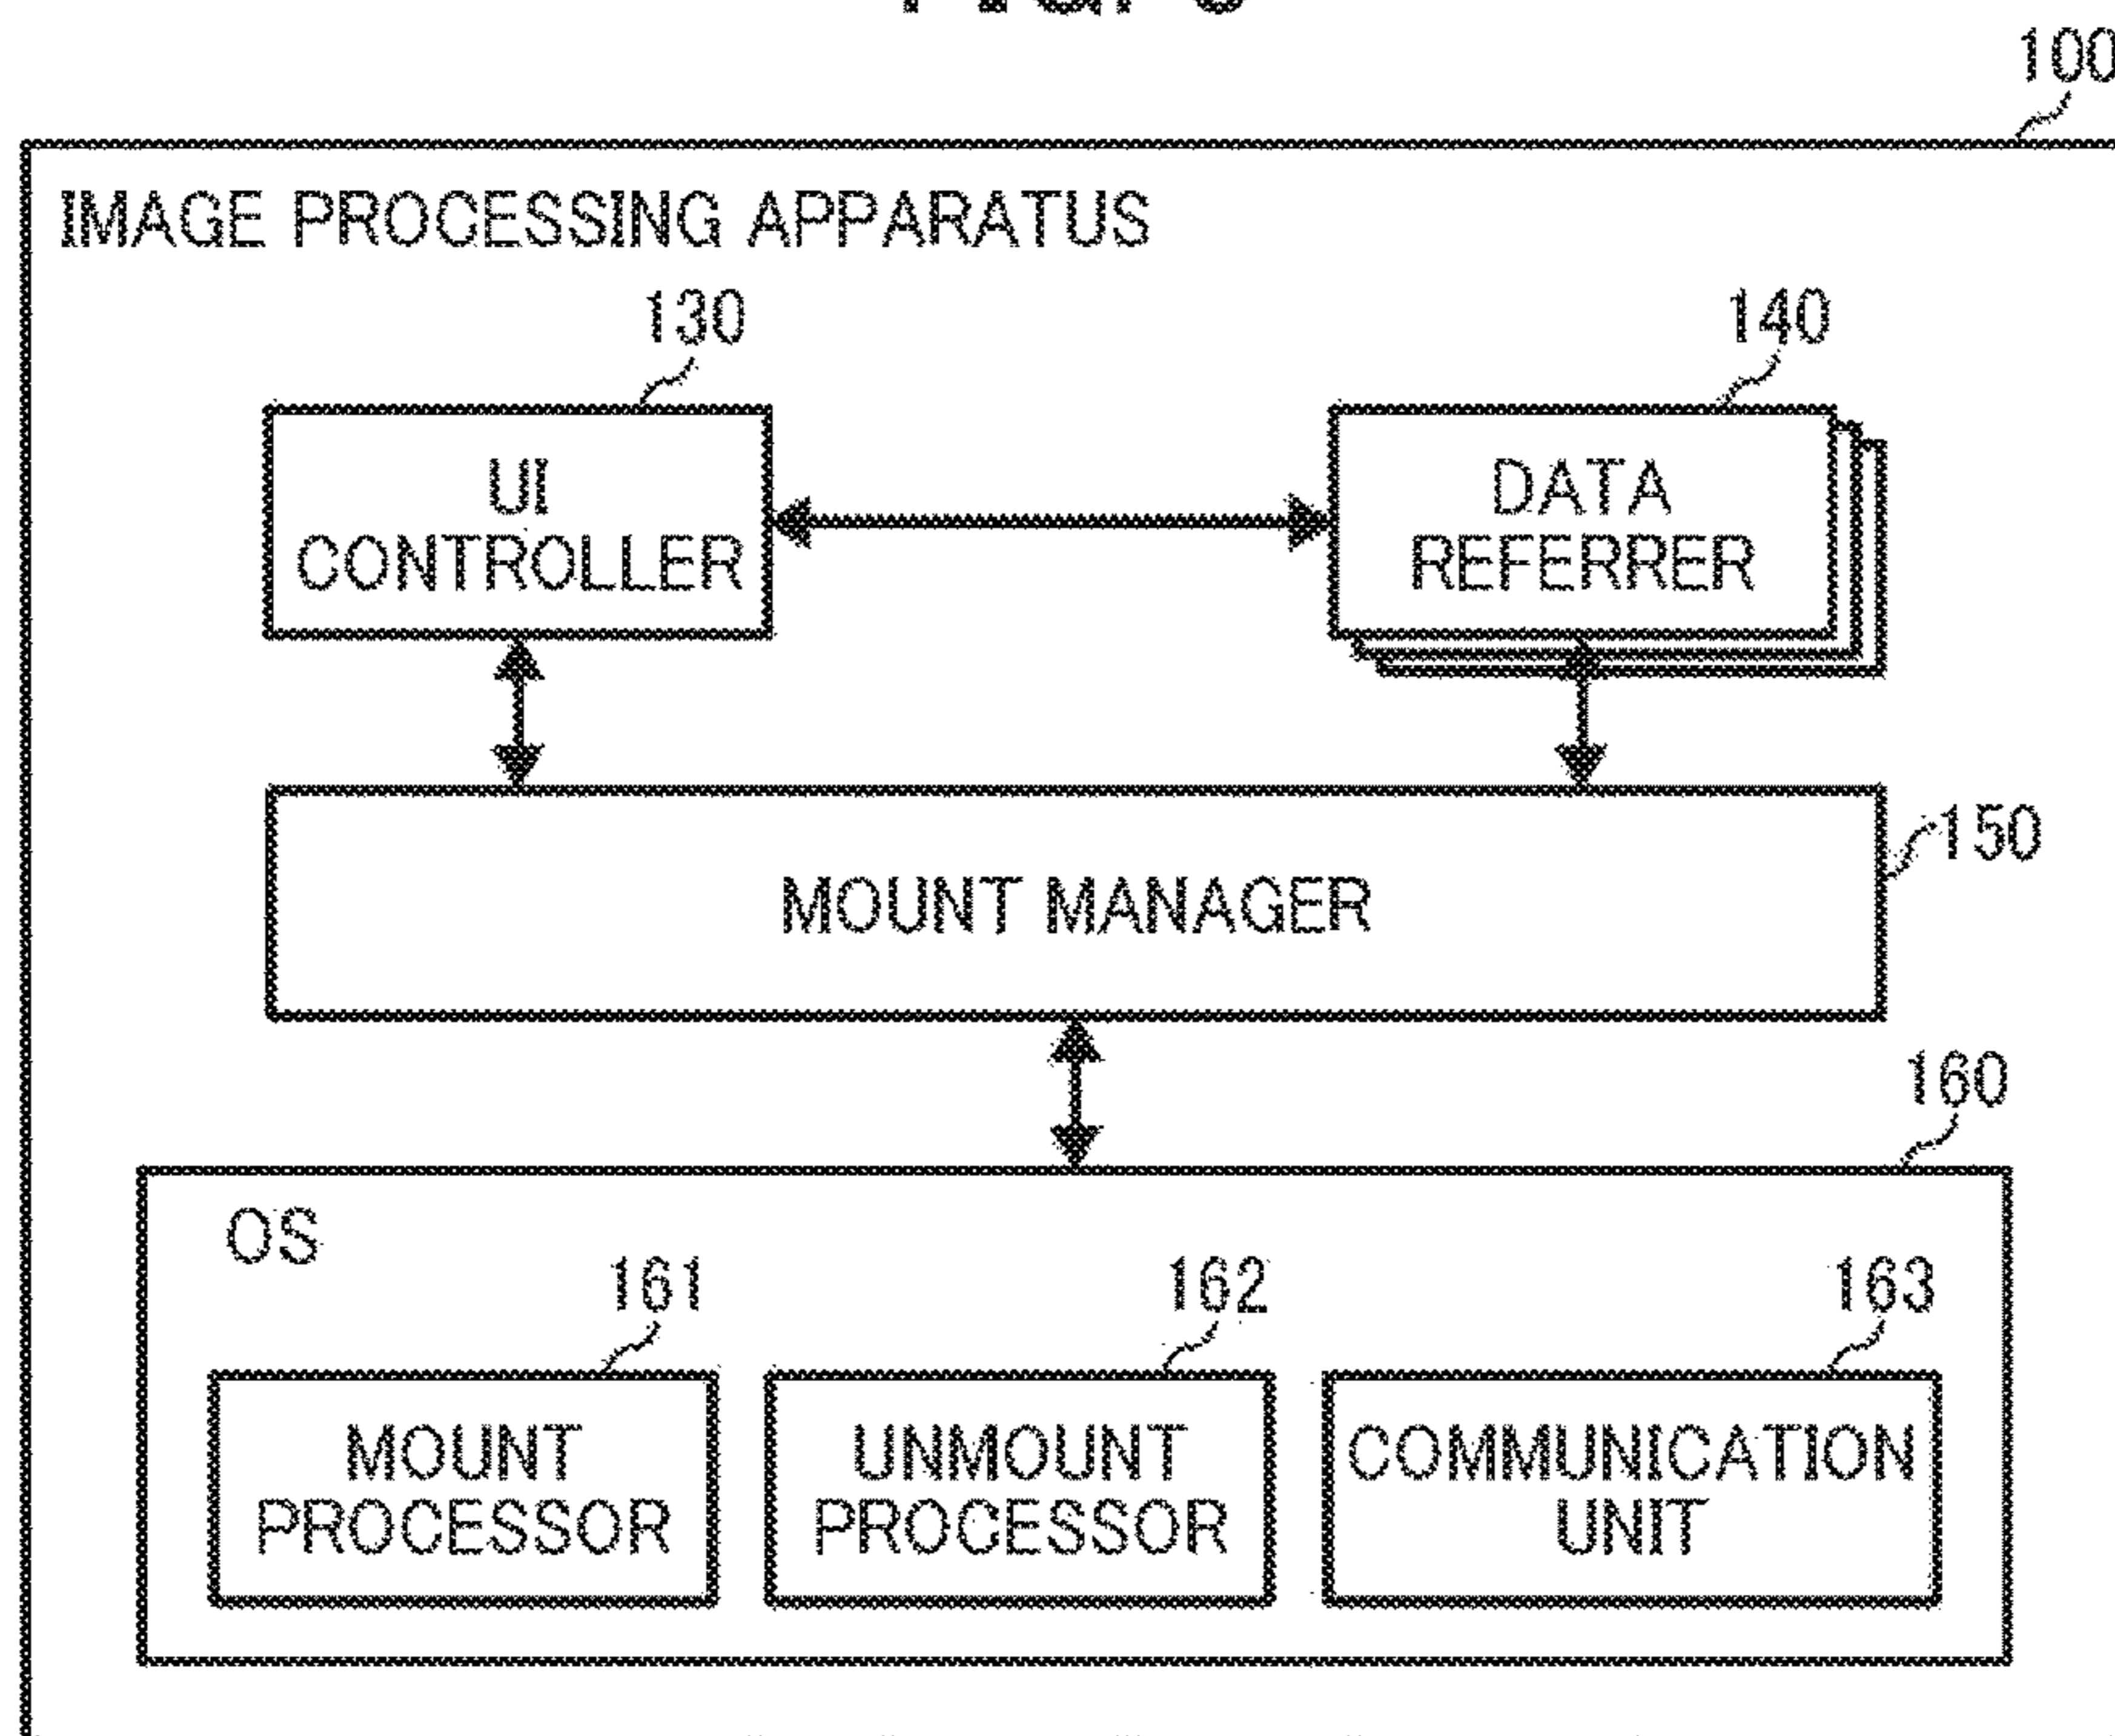 100
IMAGE PROCESSING APPARATUS
130
140
UI
CONTROLLER
DATA
REFERRER
150
MOUNT MANAGER
160
OS
161
162
163
MOUNT
PROCESSOR
UNMOUNT
PROCESSOR
COMMUNICATION
UNIT